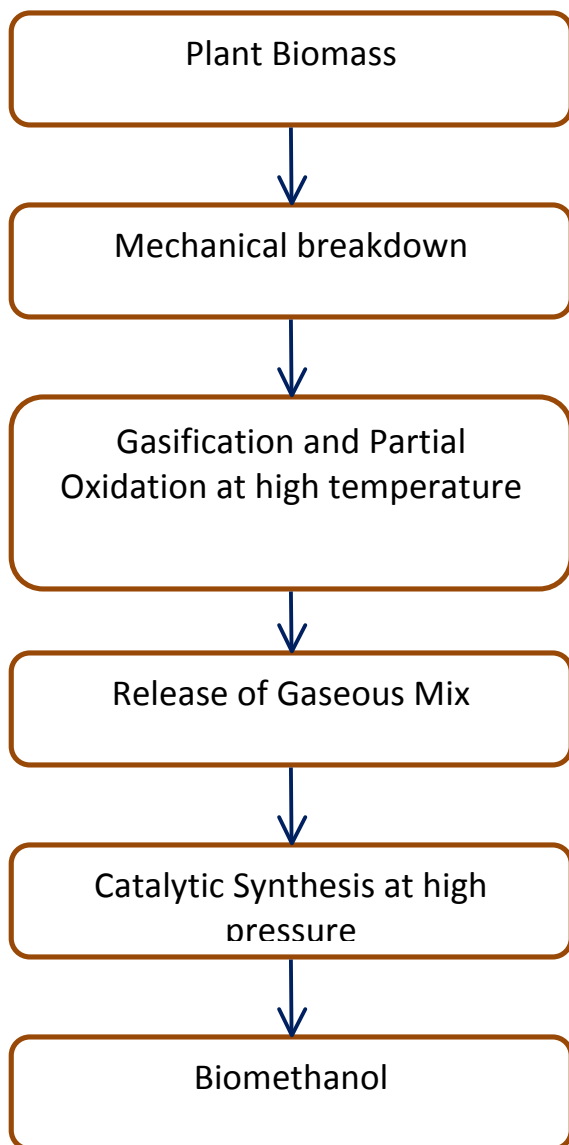 Plant Biomass
Mechanical breakdown
Gasification and Partial
Oxidation at high temperature
Release of Gaseous Mix
Catalytic Synthesis at high
pressure
Biomethanol